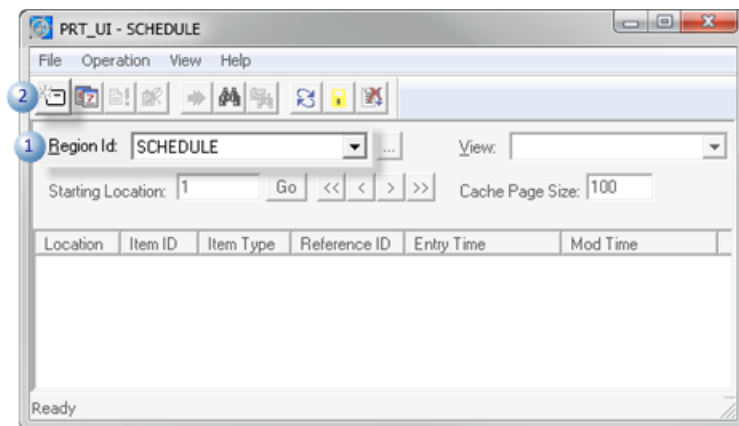 PRT_UI - SCHEDULE
File Operation View Help
2
1 Region Id: SCHEDULE ... View:
Starting Location: 1 Go << < > >> Cache Page Size: 100
Location Item ID Item Type Reference ID Entry Time Mod Time
Ready